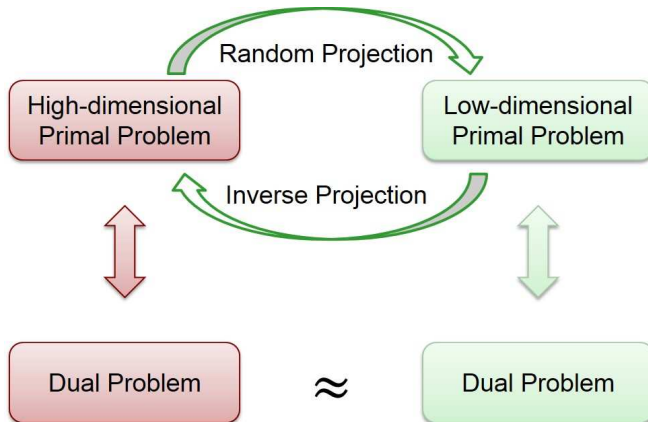 Random Projection
High-dimensional
Primal Problem
Low-dimensional
Primal Problem
Inverse Projection
Dual Problem
≈
Dual Problem